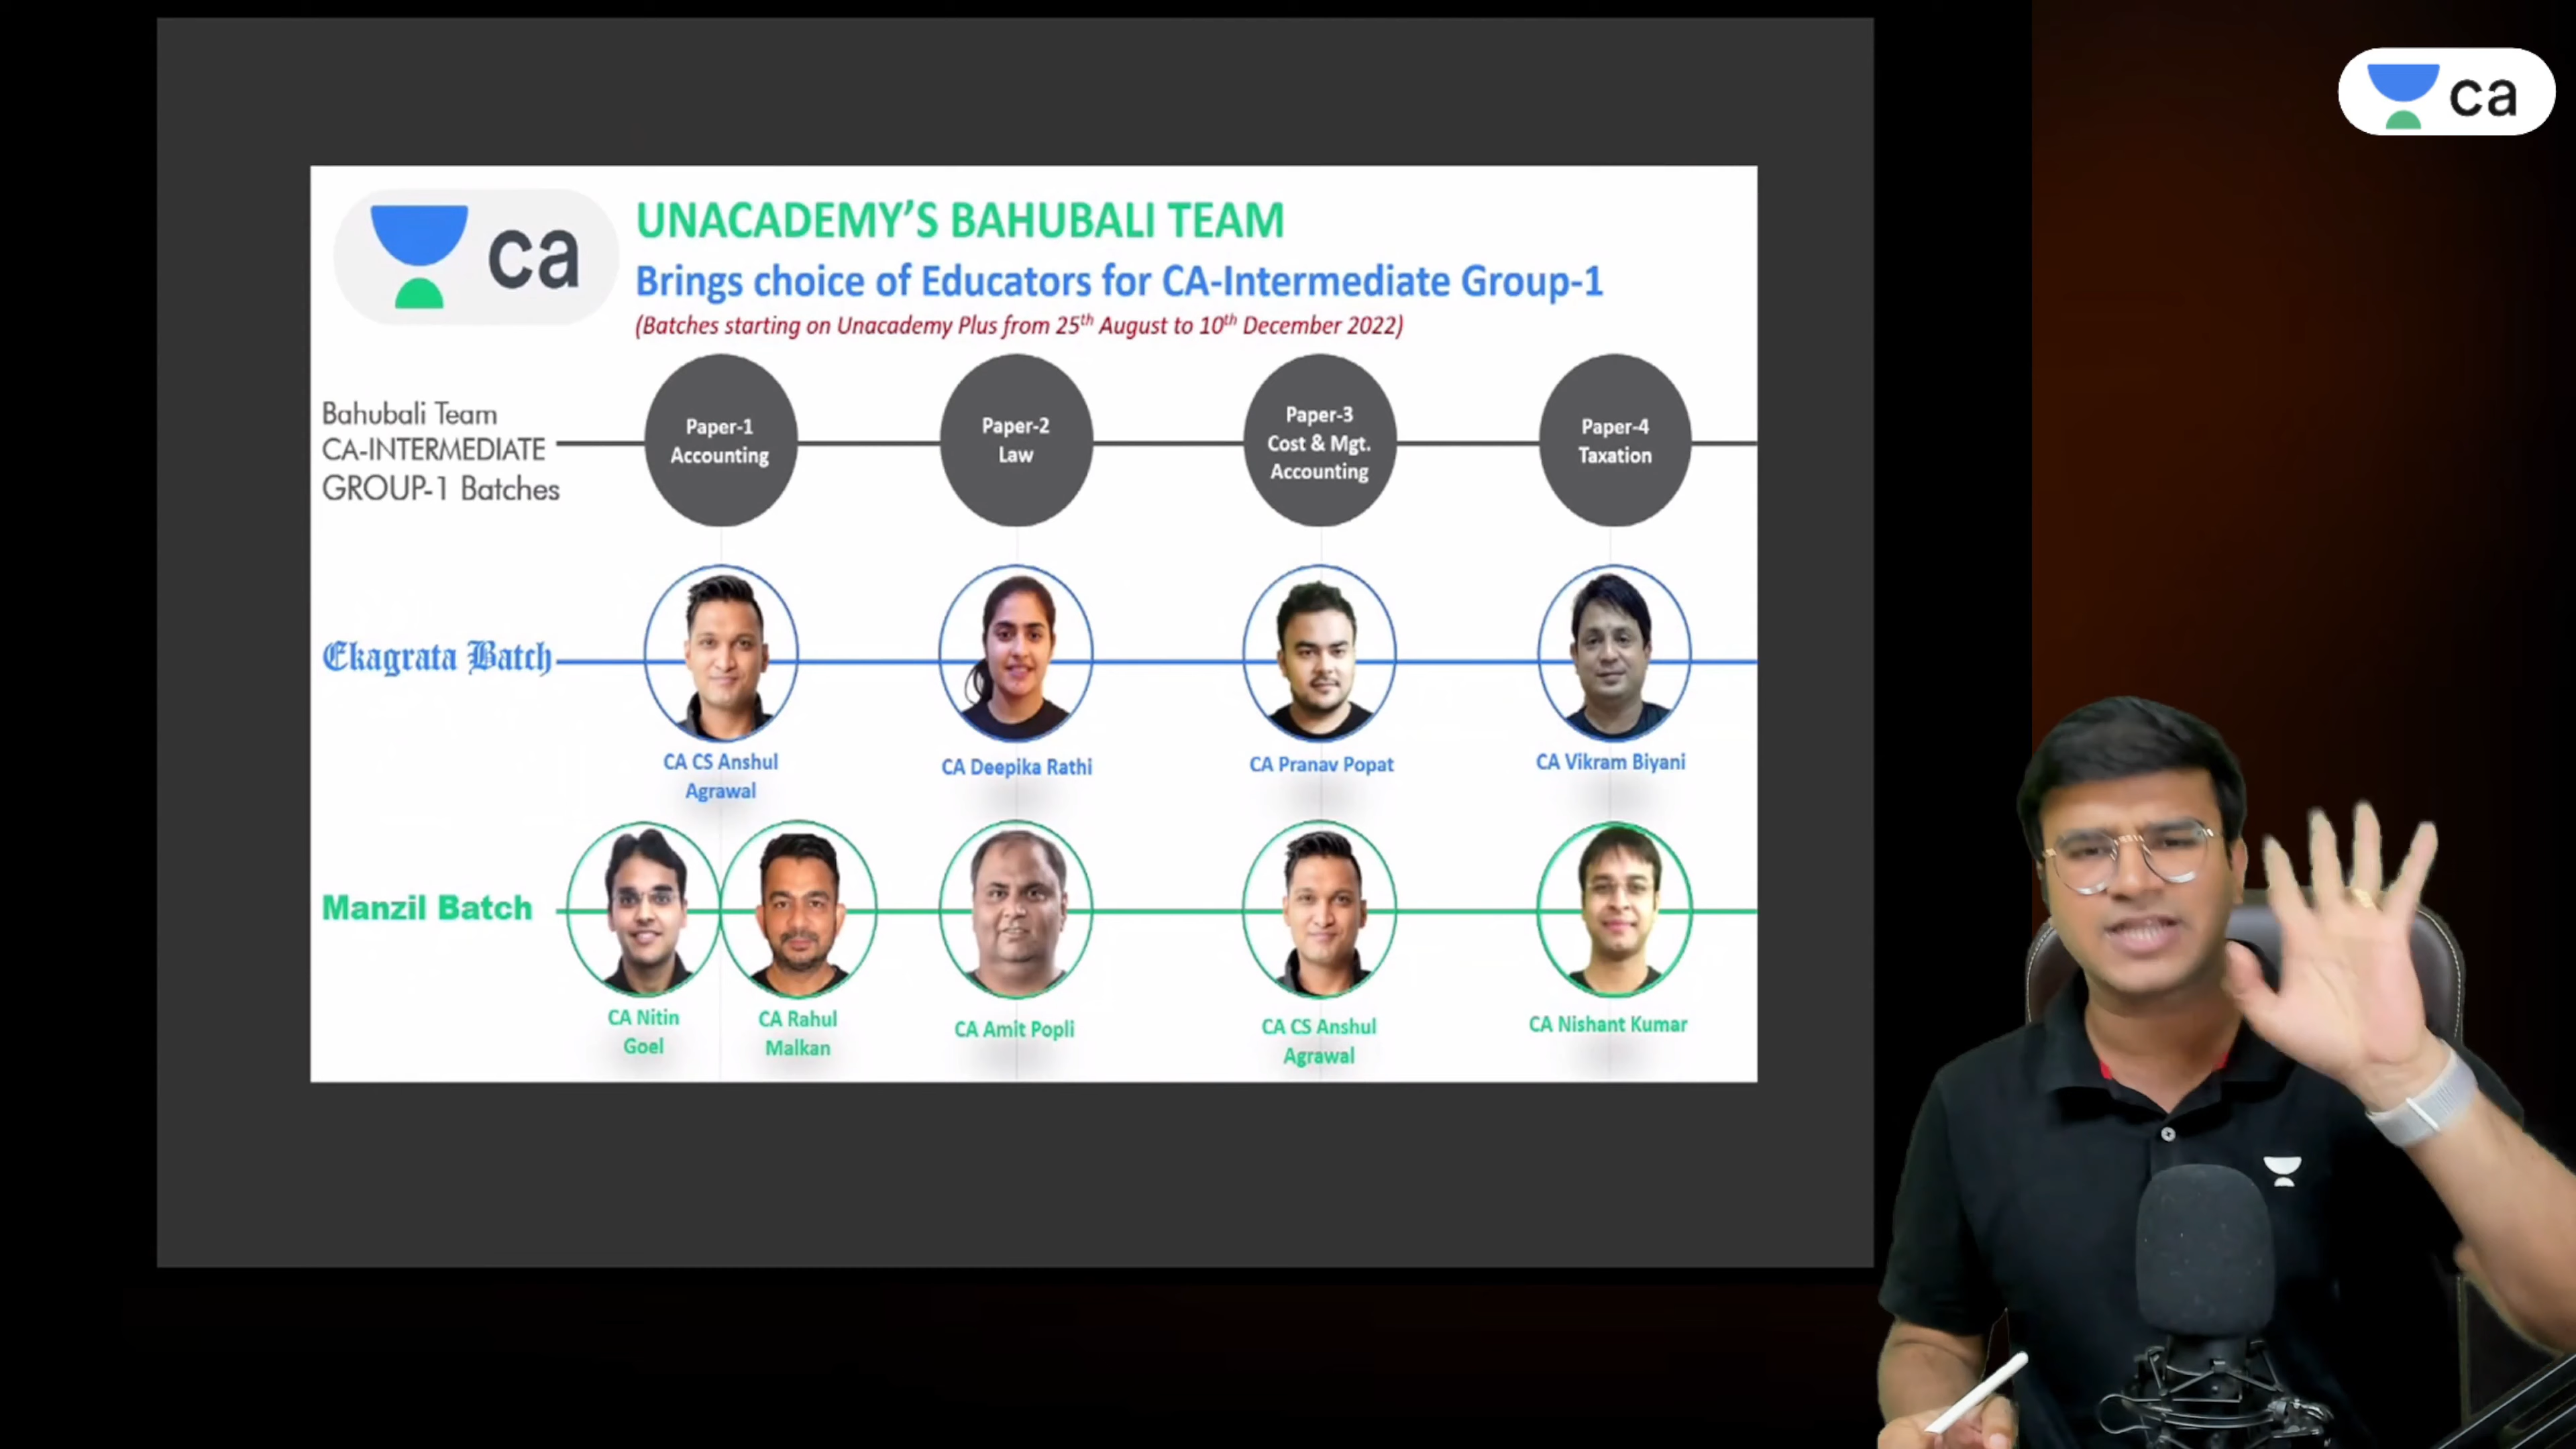 ca
UNACADEMY'S BAHUBALI TEAM
Brings choice of Educators for CA-Intermediate Group-1
(Batches starting on Unacademy Plus from 25th August to 10th December 2022)
ca
Bahubali Team
CA-INTERMEDIATE
GROUP-1 Batches
Paper-1
Accounting
Paper-2
Law
Paper-3
Cost & Mgt.
Accounting
Paper-4
Taxation
Ekagrata Batch
CA CS Anshul
Agrawal
CA Deepika Rathi
CA Pranav Popat
CA Vikram Biyani
Manzil Batch
CA Nitin
Goel
CA Rahul
Malkan
CA Amit Popli
CA CS Anshul
Agrawal
CA Nishant Kumar